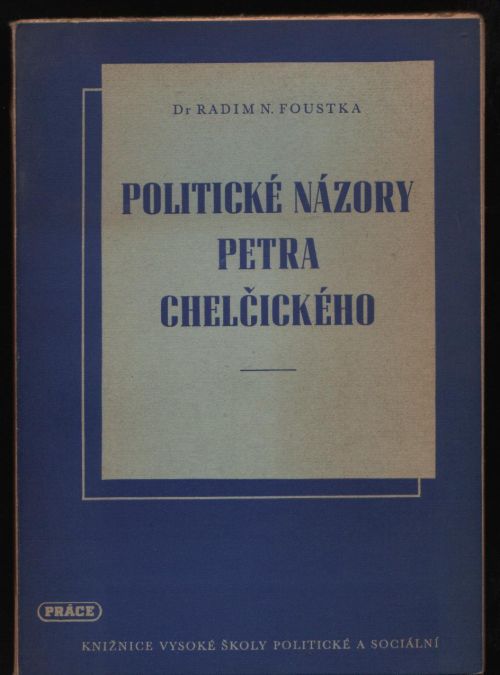 Dr RADIM N. FOUSTKA
POLITICKÉ NÁZORY
PETRA
CHELČICKÉHO
PRÁCE
KNIŽNICE VYSOKÉ ŠKOLY POLITICKÉ A SOCIÁLNÍ